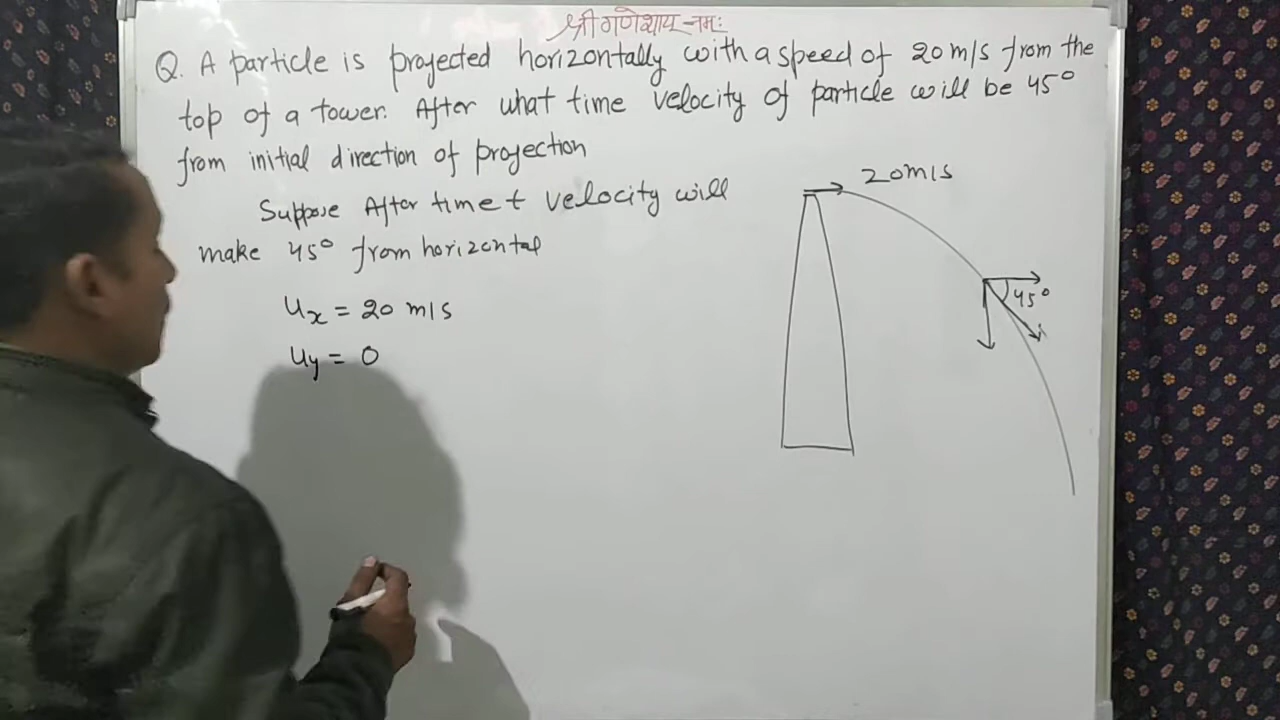 श्री गणेशाय नमः
Q. A particle is projected horizontally with a speed of 20 m/s from the
top of a tower. After what time velocity of particle will be 45°
from initial direction of projection
Suppose After time t velocity will
make 45° from horizontal
Ux = 20 m/s
Uy = 0
20 m/s
45°